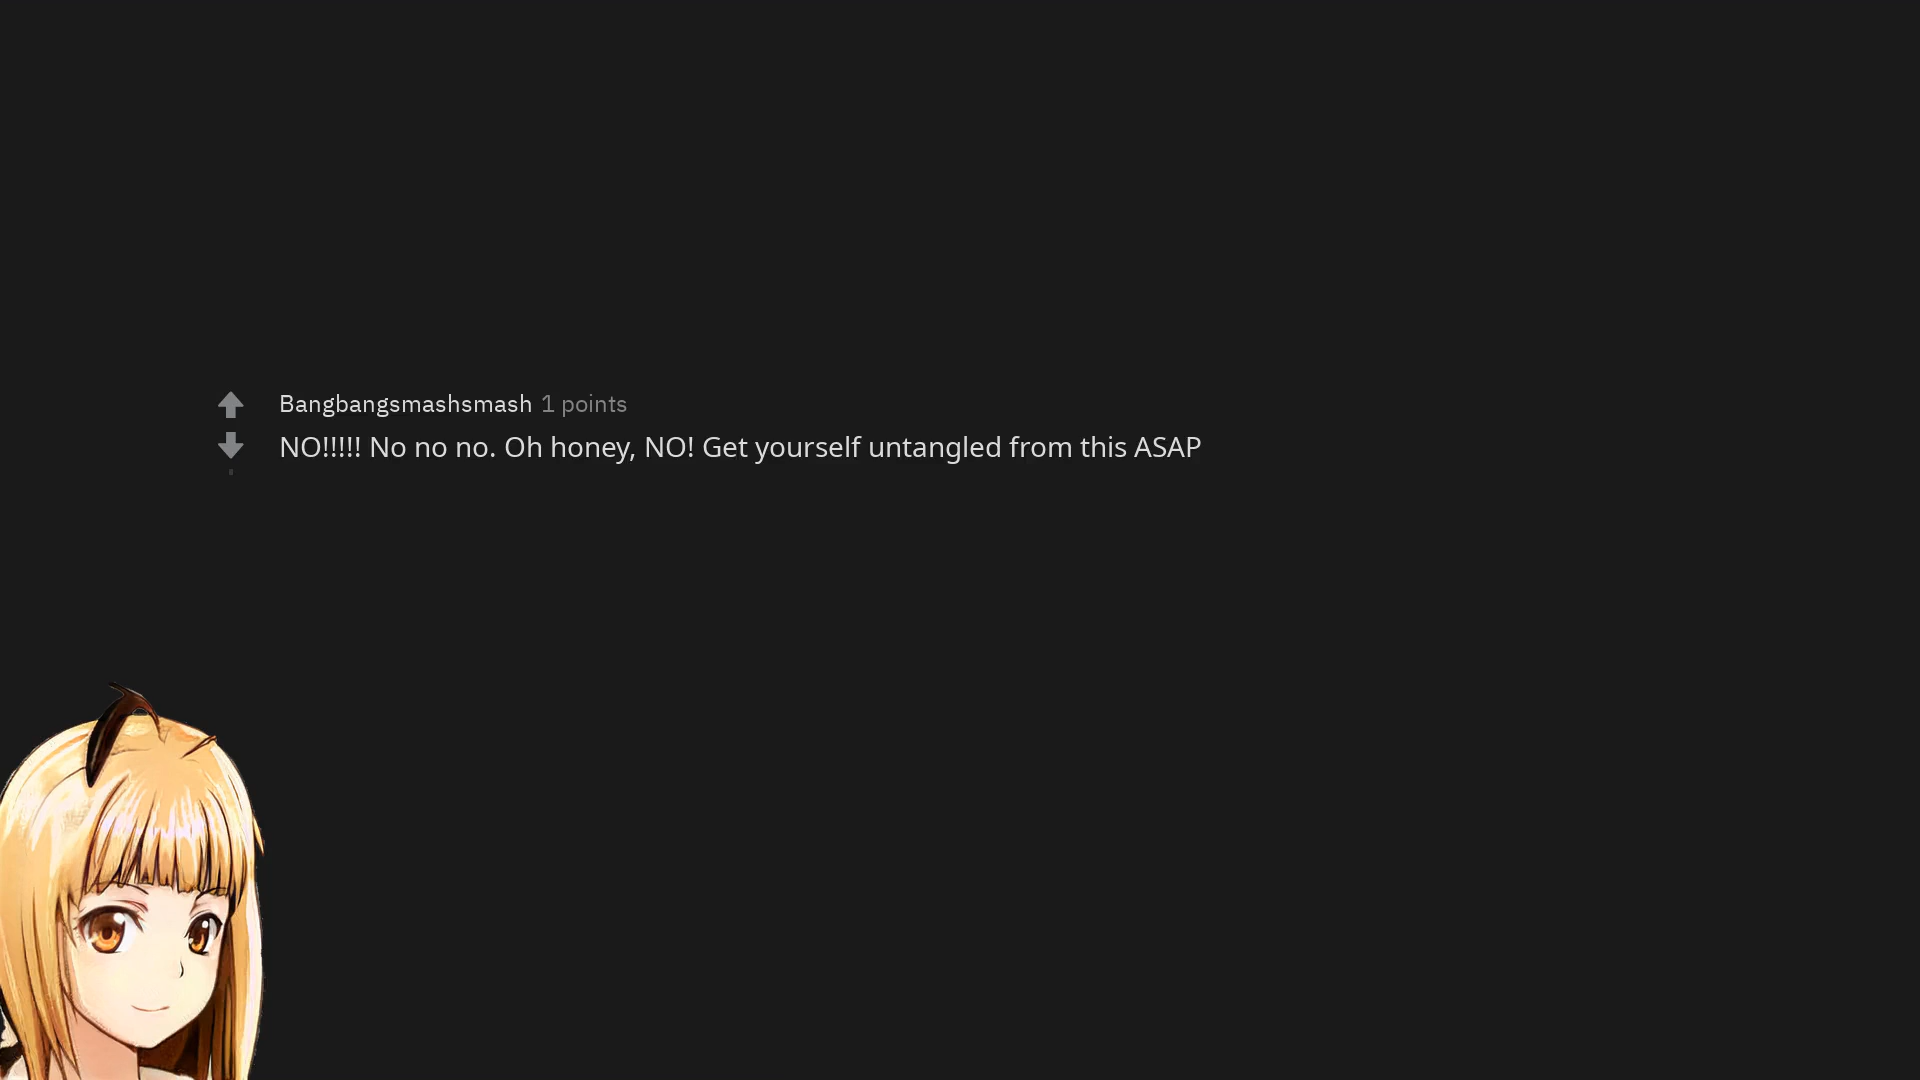 Bangbangsmashsmash 1 points
NO!!!!! No no no. Oh honey, NO! Get yourself untangled from this ASAP